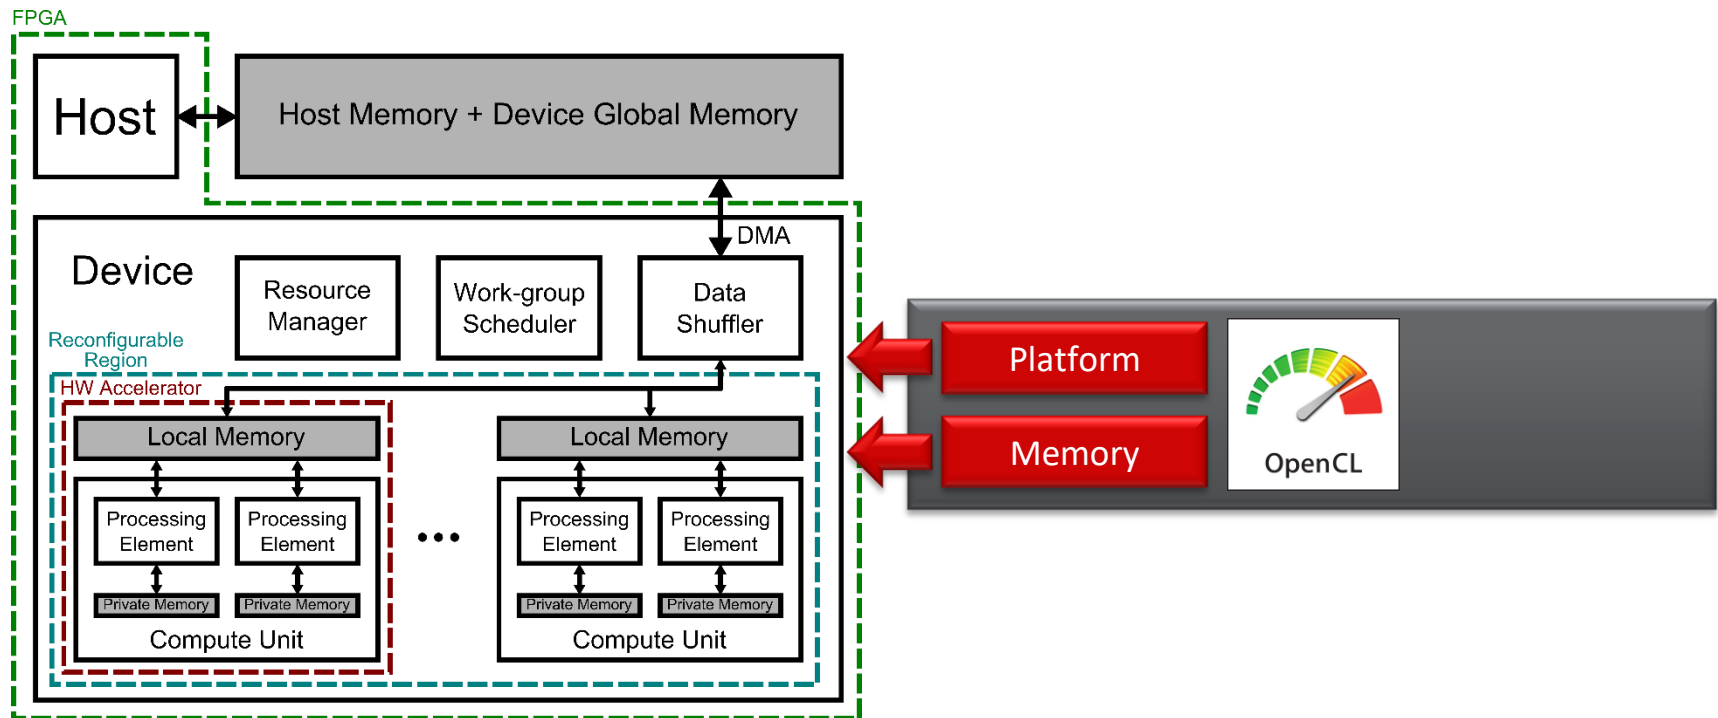 FPGA
Host
Host Memory + Device Global Memory
DMA
Device
Resource
Manager
Work-group
Scheduler
Data
Shuffler
Reconfigurable
Region
HW Accelerator
Local Memory
Local Memory
Processing
Element
Processing
Element
Processing
Element
Processing
Element
Private Memory
Private Memory
Private Memory
Private Memory
Compute Unit
Compute Unit
Platform
Memory
OpenCL